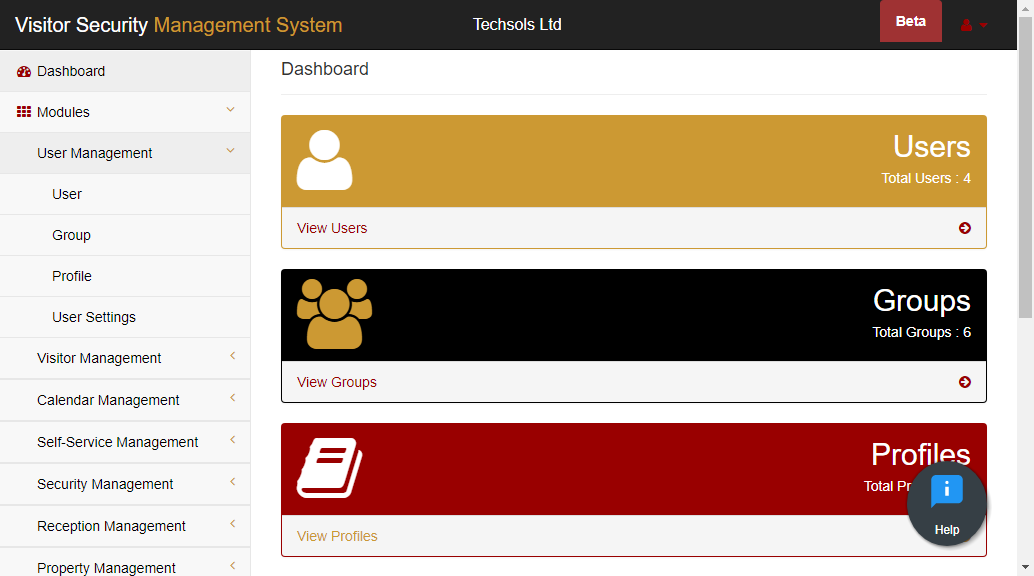 Visitor Security Management System
Techsols Ltd
Beta
Dashboard
Modules
User Management
User
Group
Profile
User Settings
Visitor Management
Calendar Management
Self-Service Management
Security Management
Reception Management
Property Management
Dashboard
Users
Total Users : 4
View Users
Groups
Total Groups : 6
View Groups
Profiles
Total
View Profiles
Help